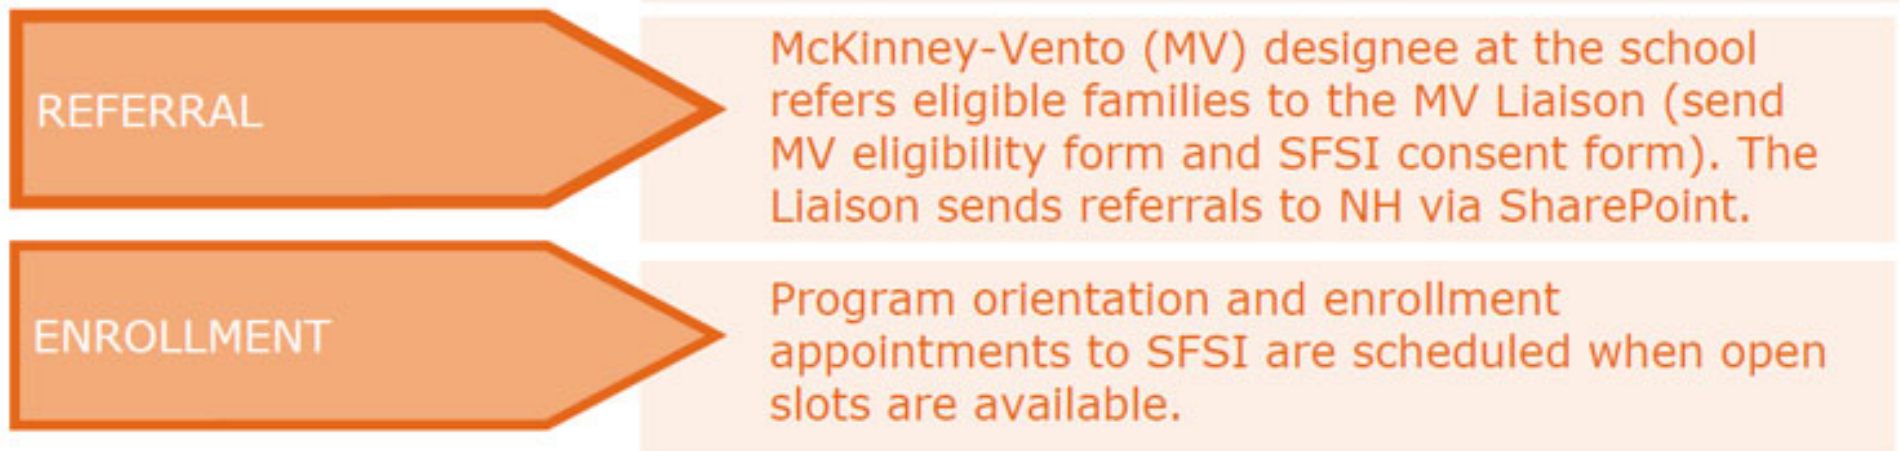 REFERRAL
McKinney-Vento (MV) designee at the school
refers eligible families to the MV Liaison (send
MV eligibility form and SFSI consent form). The
Liaison sends referrals to NH via SharePoint.
ENROLLMENT
Program orientation and enrollment
appointments to SFSI are scheduled when open
slots are available.